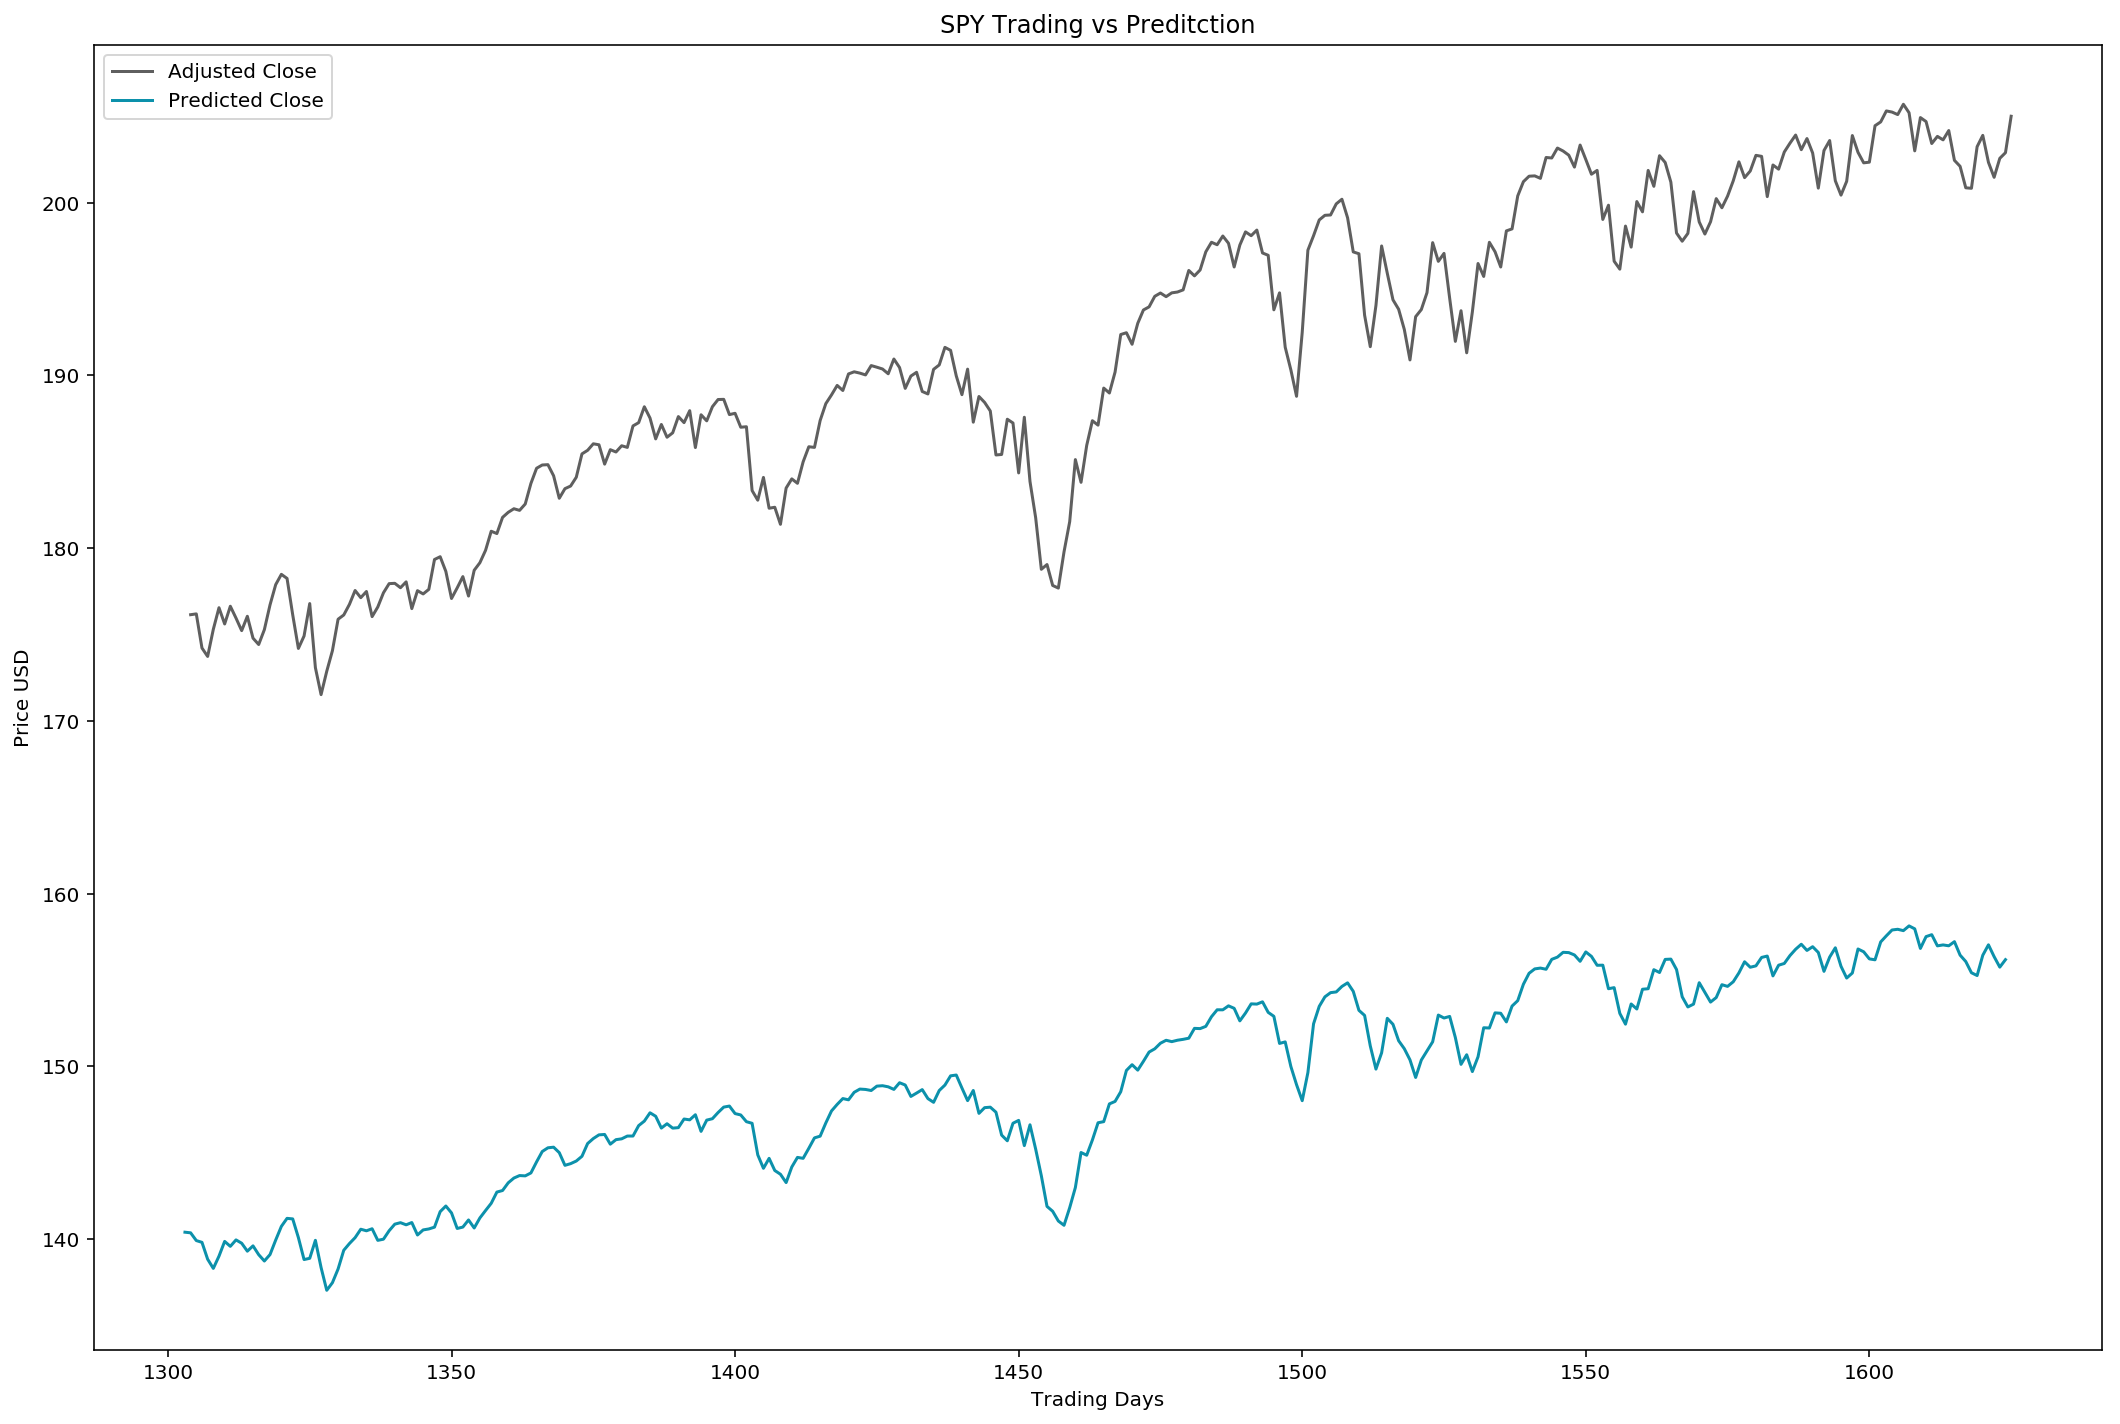 SPY Trading vs Preditction
Adjusted Close
Predicted Close
Price USD
200
190
180
170
160
150
140
1300
1350
1400
1450
1500
1550
1600
Trading Days